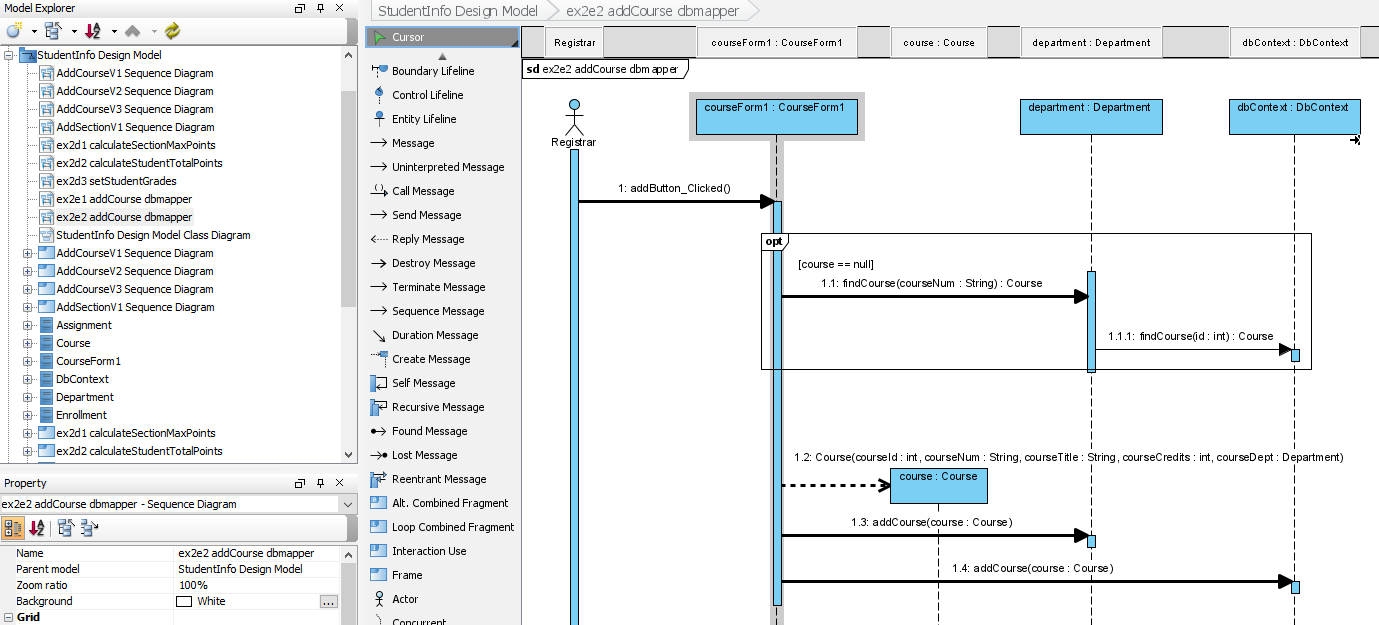 Model Explorer
StudentInfo Design Model
AddCourseV1 Sequence Diagram
AddCourseV2 Sequence Diagram
AddCourseV3 Sequence Diagram
AddSectionV1 Sequence Diagram
ex2d1 calculateSectionMaxPoints
ex2d2 calculateStudentTotalPoints
ex2d3 setStudentGrades
ex2e1 addCourse dbmapper
ex2e2 addCourse dbmapper
StudentInfo Design Model Class Diagram
AddCourseV1 Sequence Diagram
AddCourseV2 Sequence Diagram
AddCourseV3 Sequence Diagram
AddSectionV1 Sequence Diagram
Assignment
Course
CourseForm1
DbContext
Department
Enrollment
ex2d1 calculateSectionMaxPoints
ex2d2 calculateStudentTotalPoints
Property
ex2e2 addCourse dbmapper - Sequence Diagram
Name ex2e2 addCourse dbmapper
Parent model StudentInfo Design Model
Zoom ratio 100%
Background White ...
Grid
StudentInfo Design Model ex2e2 addCourse dbmapper
Cursor
Boundary Lifeline
Control Lifeline
Entity Lifeline
Message
Uninterpreted Message
Call Message
Send Message
Reply Message
Destroy Message
Terminate Message
Sequence Message
Duration Message
Create Message
Self Message
Recursive Message
Found Message
Lost Message
Reentrant Message
Alt. Combined Fragment
Loop Combined Fragment
Interaction Use
Frame
Actor
Concurrent
Registrar courseForm1 : CourseForm1 course : Course department : Department dbContext : DbContext
sd ex2e2 addCourse dbmapper
courseForm1 : CourseForm1 department : Department dbContext : DbContext
Registrar
1: addButton_Clicked()
opt
[course == null]
1.1: findCourse(courseNum : String) : Course
1.1.1: findCourse(id : int) : Course
1.2: Course(courseId : int, courseNum : String, courseTitle : String, courseCredits : int, courseDept : Department)
course : Course
1.3: addCourse(course : Course)
1.4: addCourse(course : Course)